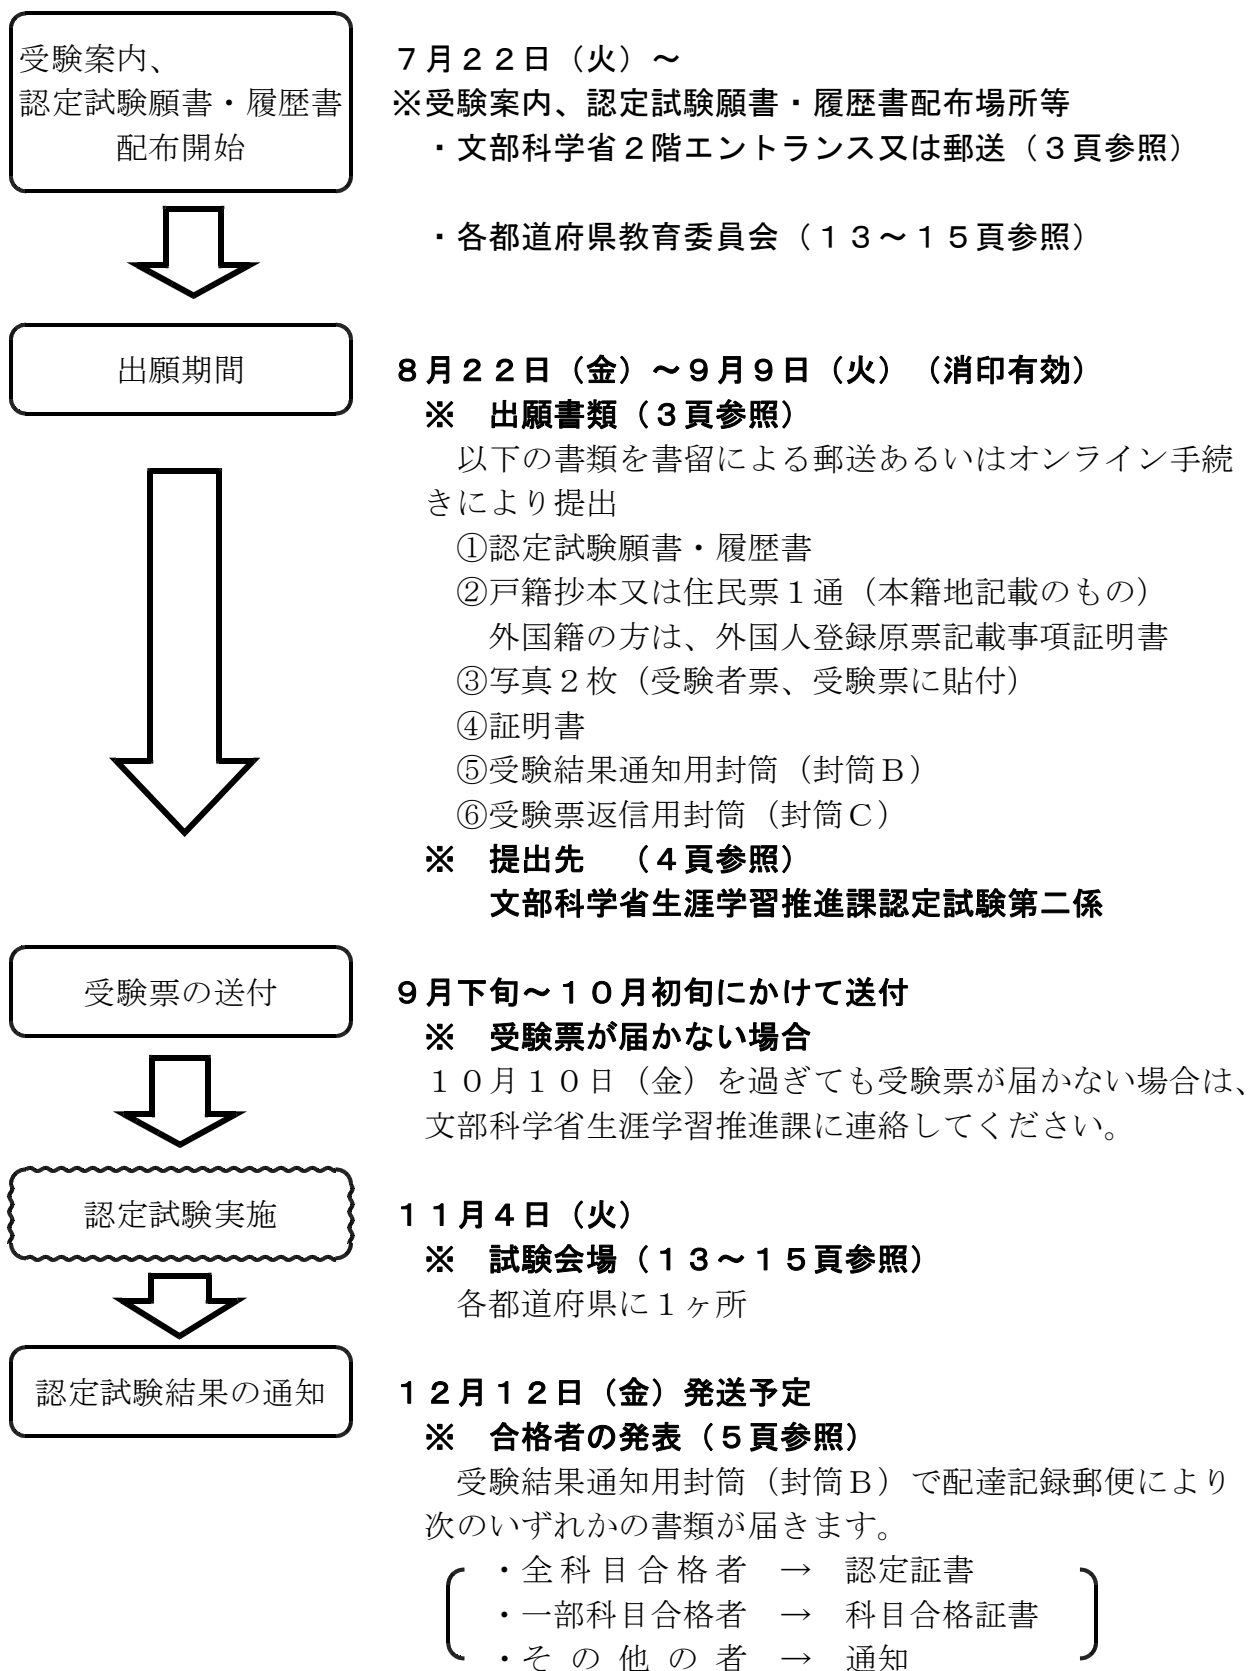 受験案内、
認定試験願書・履歴書
配布開始
７月２２日（火）～
※受験案内、認定試験願書・履歴書配布場所等
・文部科学省２階エントランス又は郵送（３頁参照）
・各都道府県教育委員会（１３～１５頁参照）
出願期間
８月２２日（金）～９月９日（火）（消印有効）
※　出願書類（３頁参照）
以下の書類を書留による郵送あるいはオンライン手続
きにより提出
①認定試験願書・履歴書
②戸籍抄本又は住民票１通（本籍地記載のもの）
外国籍の方は、外国人登録原票記載事項証明書
③写真２枚（受験者票、受験票に貼付）
④証明書
⑤受験結果通知用封筒（封筒Ｂ）
⑥受験票返信用封筒（封筒Ｃ）
※　提出先　（４頁参照）
文部科学省生涯学習推進課認定試験第二係
受験票の送付
９月下旬～１０月初旬にかけて送付
※　受験票が届かない場合
１０月１０日（金）を過ぎても受験票が届かない場合は、
文部科学省生涯学習推進課に連絡してください。
認定試験実施
１１月４日（火）
※　試験会場（１３～１５頁参照）
各都道府県に１ヶ所
認定試験結果の通知
１２月１２日（金）発送予定
※　合格者の発表（５頁参照）
受験結果通知用封筒（封筒Ｂ）で配達記録郵便により
次のいずれかの書類が届きます。
・全科目合格者　→　認定証書
・一部科目合格者　→　科目合格証書
・その他の者　→　通知